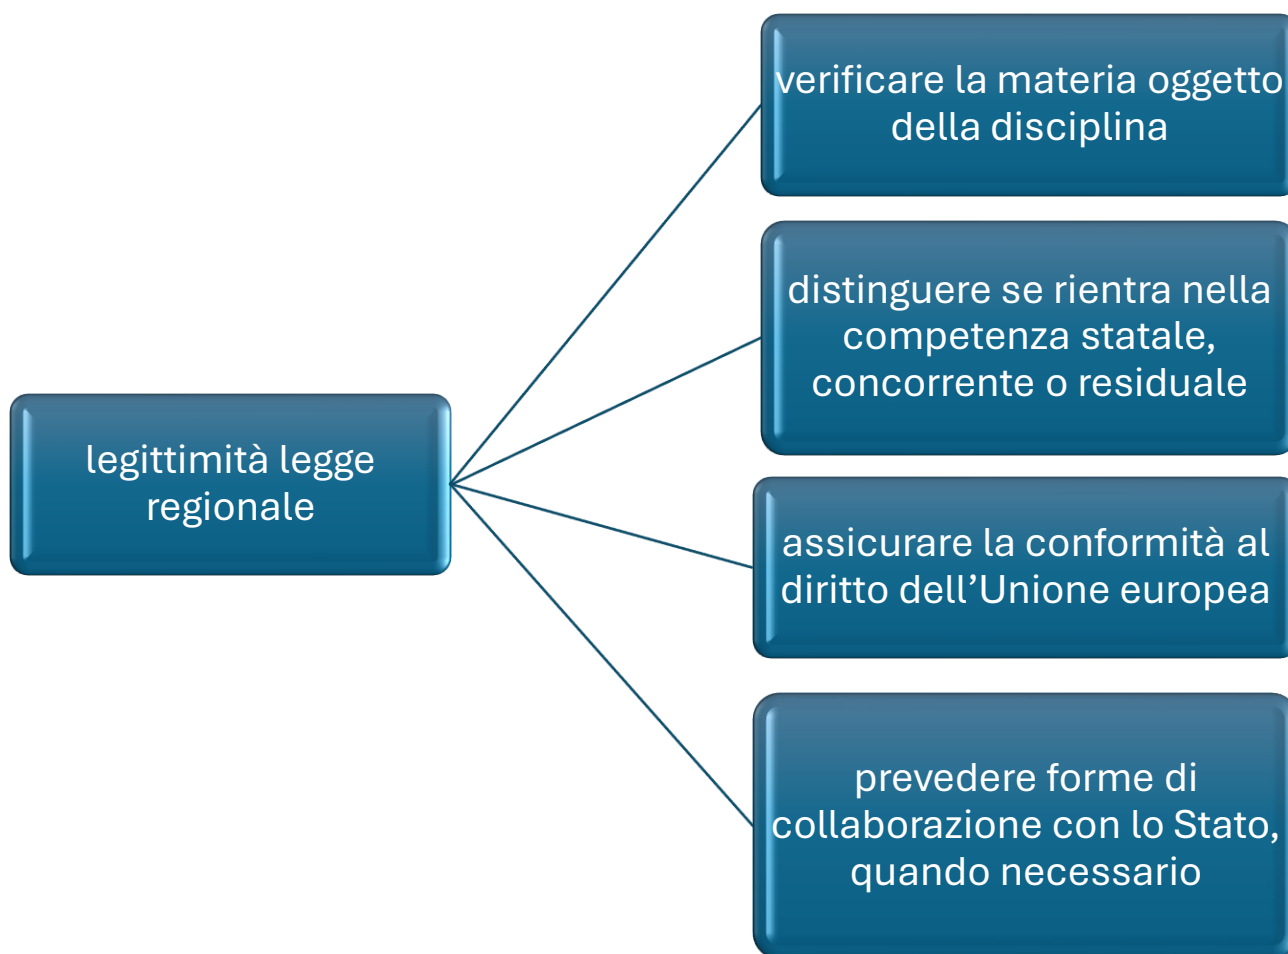 verificare la materia oggetto
della disciplina
distinguere se rientra nella
competenza statale,
concorrente o residuale
legittimità legge
regionale
assicurare la conformità al
diritto dell’Unione europea
prevedere forme di
collaborazione con lo Stato,
quando necessario